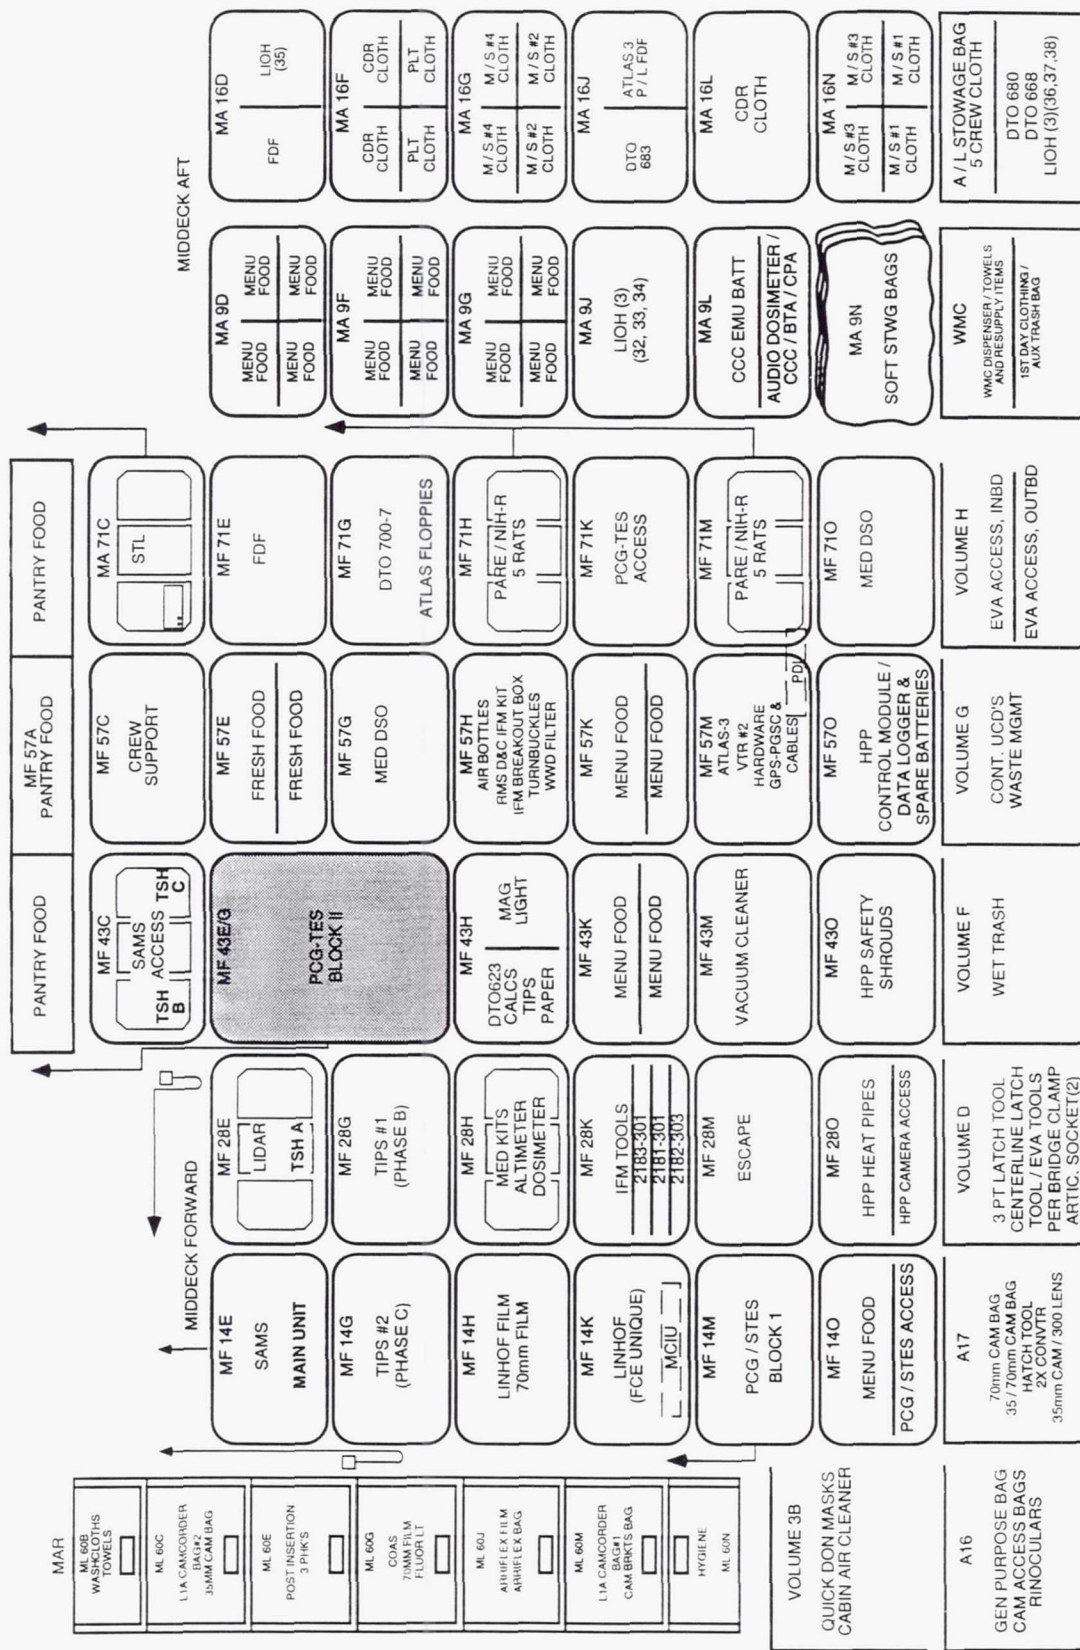 MAR
ML 60B
WASHCLOTHS
TOWELS
ML 60C
L1A CAMCORDER
BAG#2
35MM CAM BAG
ML 60E
POST INSERTION
3 PHK'S
ML 60G
COAS
70MM FILM
FLUOR LT
ML 60J
ARRIFLEX FILM
ARRIFLEX BAG
ML 60M
L1A CAMCORDER
BAG#1
CAM BRKTS BAG
HYGIENE
ML 60N
VOLUME 3B
QUICK DON MASKS
CABIN AIR CLEANER
A16
GEN PURPOSE BAG
CAM ACCESS BAGS
RINOCULARS
MIDDECK FORWARD
MF 14E
SAMS
MAIN UNIT
MF 14G
TIPS #2
(PHASE C)
MF 14H
LINHOF FILM
70mm FILM
MF 14K
LINHOF
(FCE UNIQUE)
MCIU
MF 14M
PCG / STES
BLOCK 1
MF 14O
MENU FOOD
PCG / STES ACCESS
A17
70mm CAM BAG
35 / 70mm CAM BAG
HATCH TOOL
2X CONVTR
35mm CAM / 300 LENS
MF 28E
LIDAR
TSH A
MF 28G
TIPS #1
(PHASE B)
MF 28H
MED KITS
ALTIMETER
DOSIMETER
MF 28K
IFM TOOLS
2183-301
2181-301
2182-303
MF 28M
ESCAPE
MF 28O
HPP HEAT PIPES
HPP CAMERA ACCESS
VOLUME D
3 PT LATCH TOOL
CENTERLINE LATCH
TOOL / EVA TOOLS
PER BRIDGE CLAMP
ARTIC. SOCKET(2)
PANTRY FOOD
MF 43C
SAMS
ACCESS
TSH
B
TSH
C
MF 43E/G
PCG-TES
BLOCK II
MF 43H
DTO623
CALCS
TIPS
PAPER
MAG
LIGHT
MF 43K
MENU FOOD
MENU FOOD
MF 43M
VACUUM CLEANER
MF 43O
HPP SAFETY
SHROUDS
VOLUME F
WET TRASH
MF 57A
PANTRY FOOD
MF 57C
CREW
SUPPORT
MF 57E
FRESH FOOD
FRESH FOOD
MF 57G
MED DSO
MF 57H
AIR BOTTLES
RMS D&C IFM KIT
IFM BREAKOUT BOX
TURNBUCKLES
WWD FILTER
MF 57K
MENU FOOD
MENU FOOD
MF 57M
ATLAS-3
VTR #2
HARDWARE
GPS-PGSC &
CABLES
PDI
MF 57O
HPP
CONTROL MODULE /
DATA LOGGER &
SPARE BATTERIES
VOLUME G
CONT. UCD'S
WASTE MGMT
PANTRY FOOD
MA 71C
STL
MF 71E
FDF
MF 71G
DTO 700-7
ATLAS FLOPPIES
MF 71H
PARE / NIH-R
5 RATS
MF 71K
PCG-TES
ACCESS
MF 71M
PARE / NIH-R
5 RATS
MF 71O
MED DSO
VOLUME H
EVA ACCESS, INBD
EVA ACCESS, OUTBD
MIDDECK AFT
MA 9D
MENU FOOD
MENU FOOD
MENU FOOD
MENU FOOD
MA 9F
MENU FOOD
MENU FOOD
MENU FOOD
MENU FOOD
MA 9G
MENU FOOD
MENU FOOD
MENU FOOD
MENU FOOD
MA 9J
LIOH (3)
(32, 33, 34)
MA 9L
CCC EMU BATT
AUDIO DOSIMETER /
CCC / BTA / CPA
MA 9N
SOFT STWG BAGS
WMC
WMC DISPENSER / TOWELS
AND RESUPPLY ITEMS
1ST DAY CLOTHING /
AUX TRASH BAG
MA 16D
FDF
LIOH
(35)
MA 16F
CDR CLOTH
CDR CLOTH
PLT CLOTH
PLT CLOTH
MA 16G
M / S #4 CLOTH
M / S #4 CLOTH
M / S #2 CLOTH
M / S #2 CLOTH
MA 16J
DTO
683
ATLAS 3
P / L FDF
MA 16L
CDR
CLOTH
MA 16N
M / S #3 CLOTH
M / S #3 CLOTH
M / S #1 CLOTH
M / S #1 CLOTH
A / L STOWAGE BAG
5 CREW CLOTH
DTO 680
DTO 668
LIOH (3)(36,37,38)